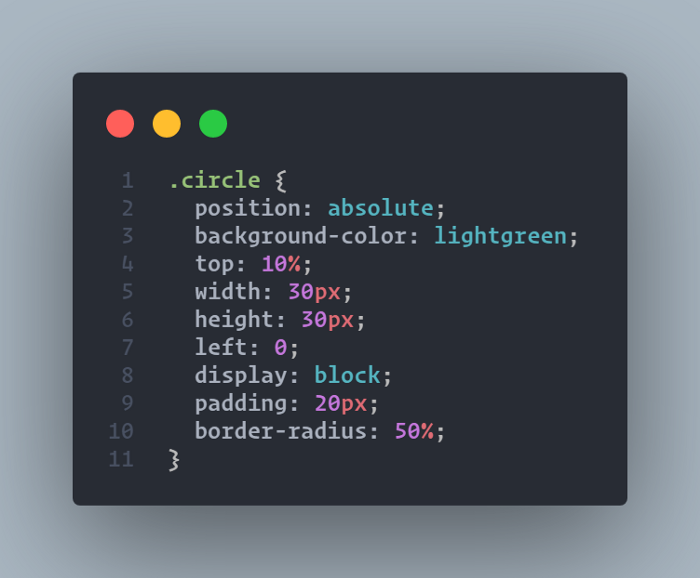 1 .circle {
2 position: absolute;
3 background-color: lightgreen;
4 top: 10%;
5 width: 30px;
6 height: 30px;
7 left: 0;
8 display: block;
9 padding: 20px;
10 border-radius: 50%;
11 }